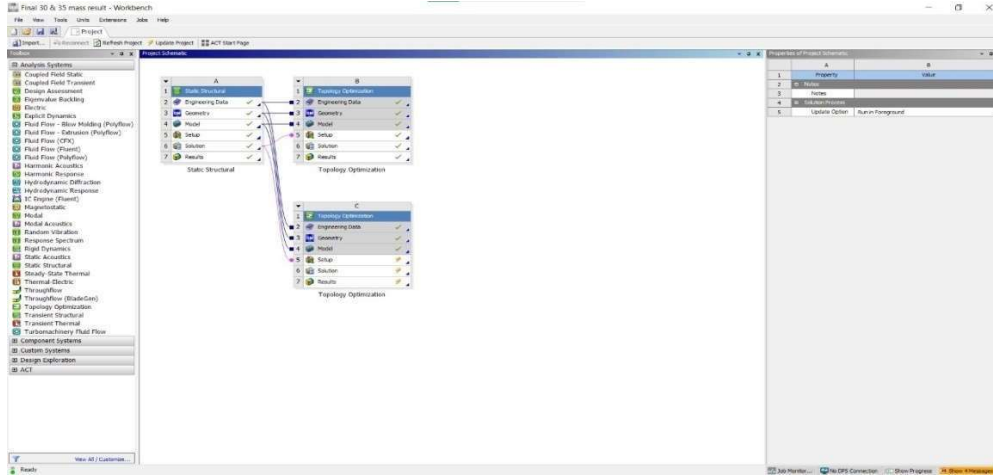 Final 30 & 35 mass result - Workbench
File View Tools Units Extensions Jobs Help
Project
Import... Reconnect Refresh Project Update Project ACT Start Page
Toolbox
Project Schematic
Properties of Project Schematic
Analysis Systems
Coupled Field Static
Coupled Field Transient
Design Assessment
Eigenvalue Buckling
Electric
Explicit Dynamics
Fluid Flow - Blow Molding (Polyflow)
Fluid Flow - Extrusion (Polyflow)
Fluid Flow (CFX)
Fluid Flow (Fluent)
Fluid Flow (Polyflow)
Harmonic Acoustics
Harmonic Response
Hydrodynamic Diffraction
Hydrodynamic Response
IC Engine (Fluent)
Magnetostatic
Modal
Modal Acoustics
Random Vibration
Response Spectrum
Rigid Dynamics
Static Acoustics
Static Structural
Steady-State Thermal
Thermal-Electric
Throughflow
Throughflow (BladeGen)
Topology Optimization
Transient Structural
Transient Thermal
Turbomachinery Fluid Flow
Component Systems
Custom Systems
Design Exploration
ACT
View All / Customize...
A
1 Static Structural
2 Engineering Data
3 Geometry
4 Model
5 Setup
6 Solution
7 Results
Static Structural
B
1 Topology Optimization
2 Engineering Data
3 Geometry
4 Model
5 Setup
6 Solution
7 Results
Topology Optimization
C
1 Topology Optimization
2 Engineering Data
3 Geometry
4 Model
5 Setup
6 Solution
7 Results
Topology Optimization
A B
1 Property Value
2 Notes
3 Notes
4 Solution Process
5 Update Option Run in Foreground
Ready
Job Monitor... No DPS Connection Show Progress Show 4 Messages